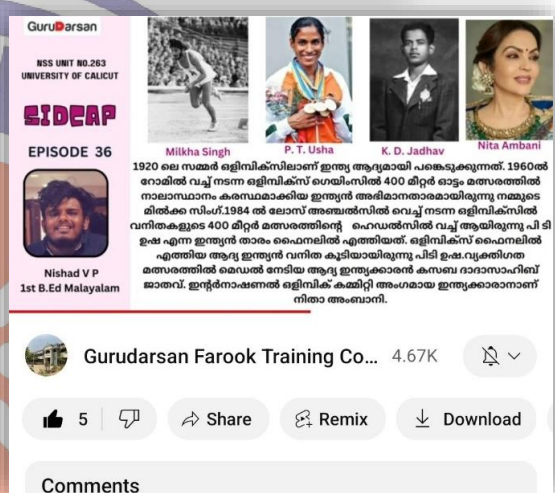 GuruDarsan
NSS UNIT NO.263
UNIVERSITY OF CALICUT
SIDCAP
EPISODE 36
Nishad V P
1st B.Ed Malayalam
Milkha Singh
P. T. Usha
K. D. Jadhav
Nita Ambani
1920 ലെ സമ്മർ ഒളിമ്പിക്സിലാണ് ഇന്ത്യ ആദ്യമായി പങ്കെടുക്കുന്നത്. 1960ൽ
റോമിൽ വച്ച് നടന്ന ഒളിമ്പിക്സ് ഗെയിംസിൽ 400 മീറ്റർ ഓട്ടം മത്സരത്തിൽ
നാലാസ്ഥാനം കരസ്ഥമാക്കിയ ഇന്ത്യൻ അഭിമാനതാരമായിരുന്നു നമ്മുടെ
മിൽക്ക സിംഗ്.1984 ൽ ലോസ് അഞ്ചൽസിൽ വെച്ച് നടന്ന ഒളിമ്പിക്സിൽ
വനിതകളുടെ 400 മീറ്റർ മത്സരത്തിന്റെ ഹെഡൽസിൽ വച്ച് ആയിരുന്നു പി ടി
ഉഷ എന്ന ഇന്ത്യൻ താരം ഫൈനലിൽ എത്തിയത്. ഒളിമ്പിക്സ് ഫൈനലിൽ
എത്തിയ ആദ്യ ഇന്ത്യൻ വനിത കൂടിയായിരുന്നു പിടി ഉഷ.വ്യക്തിഗത
മത്സരത്തിൽ മെഡൽ നേടിയ ആദ്യ ഇന്ത്യക്കാരൻ കസബ ദാദാസാഹിബ്
ജാതവ്. ഇന്റർനാഷണൽ ഒളിമ്പിക് കമ്മിറ്റി അംഗമായ ഇന്ത്യക്കാരാനാണ്
നിതാ അംബാനി.
Gurudarsan Farook Training Co... 4.67K
5 Share Remix Download
Comments